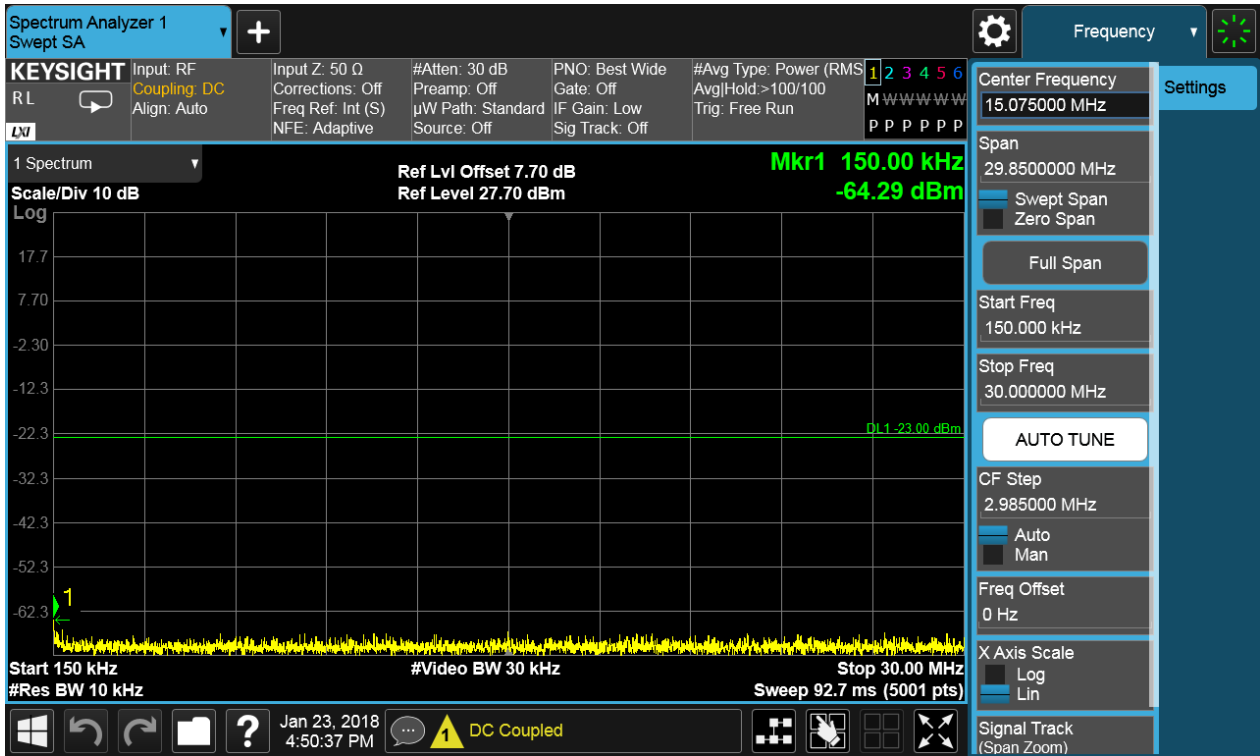 Spectrum Analyzer 1
Swept SA
+
Frequency
KEYSIGHT
R L
LXI
Input: RF
Coupling: DC
Align: Auto
Input Z: 50 Ω
Corrections: Off
Freq Ref: Int (S)
NFE: Adaptive
#Atten: 30 dB
Preamp: Off
µW Path: Standard
Source: Off
PNO: Best Wide
Gate: Off
IF Gain: Low
Sig Track: Off
#Avg Type: Power (RMS
Avg|Hold:>100/100
Trig: Free Run
1 2 3 4 5 6
M W W W W W
P P P P P P
1 Spectrum
Scale/Div 10 dB
Log
Ref Lvl Offset 7.70 dB
Ref Level 27.70 dBm
Mkr1 150.00 kHz
-64.29 dBm
17.7
7.70
-2.30
-12.3
-22.3
DL1 -23.00 dBm
-32.3
-42.3
-52.3
-62.3
1
Start 150 kHz
#Video BW 30 kHz
Stop 30.00 MHz
#Res BW 10 kHz
Sweep 92.7 ms (5001 pts)
Center Frequency
15.075000 MHz
Settings
Span
29.8500000 MHz
Swept Span
Zero Span
Full Span
Start Freq
150.000 kHz
Stop Freq
30.000000 MHz
AUTO TUNE
CF Step
2.985000 MHz
Auto
Man
Freq Offset
0 Hz
X Axis Scale
Log
Lin
Signal Track
(Span Zoom)
?
Jan 23, 2018
4:50:37 PM
1
DC Coupled